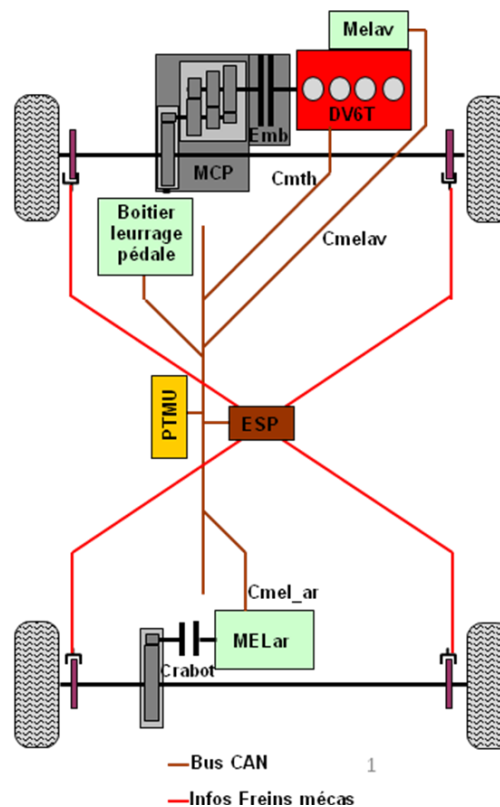 Melav
DV6T
Emb
MCP
Cmth
Boitier
leurrage
pédale
Cmelav
PTMU
ESP
Cmel_ar
MELar
Crabot
Bus CAN
1
Infos Freins mécas